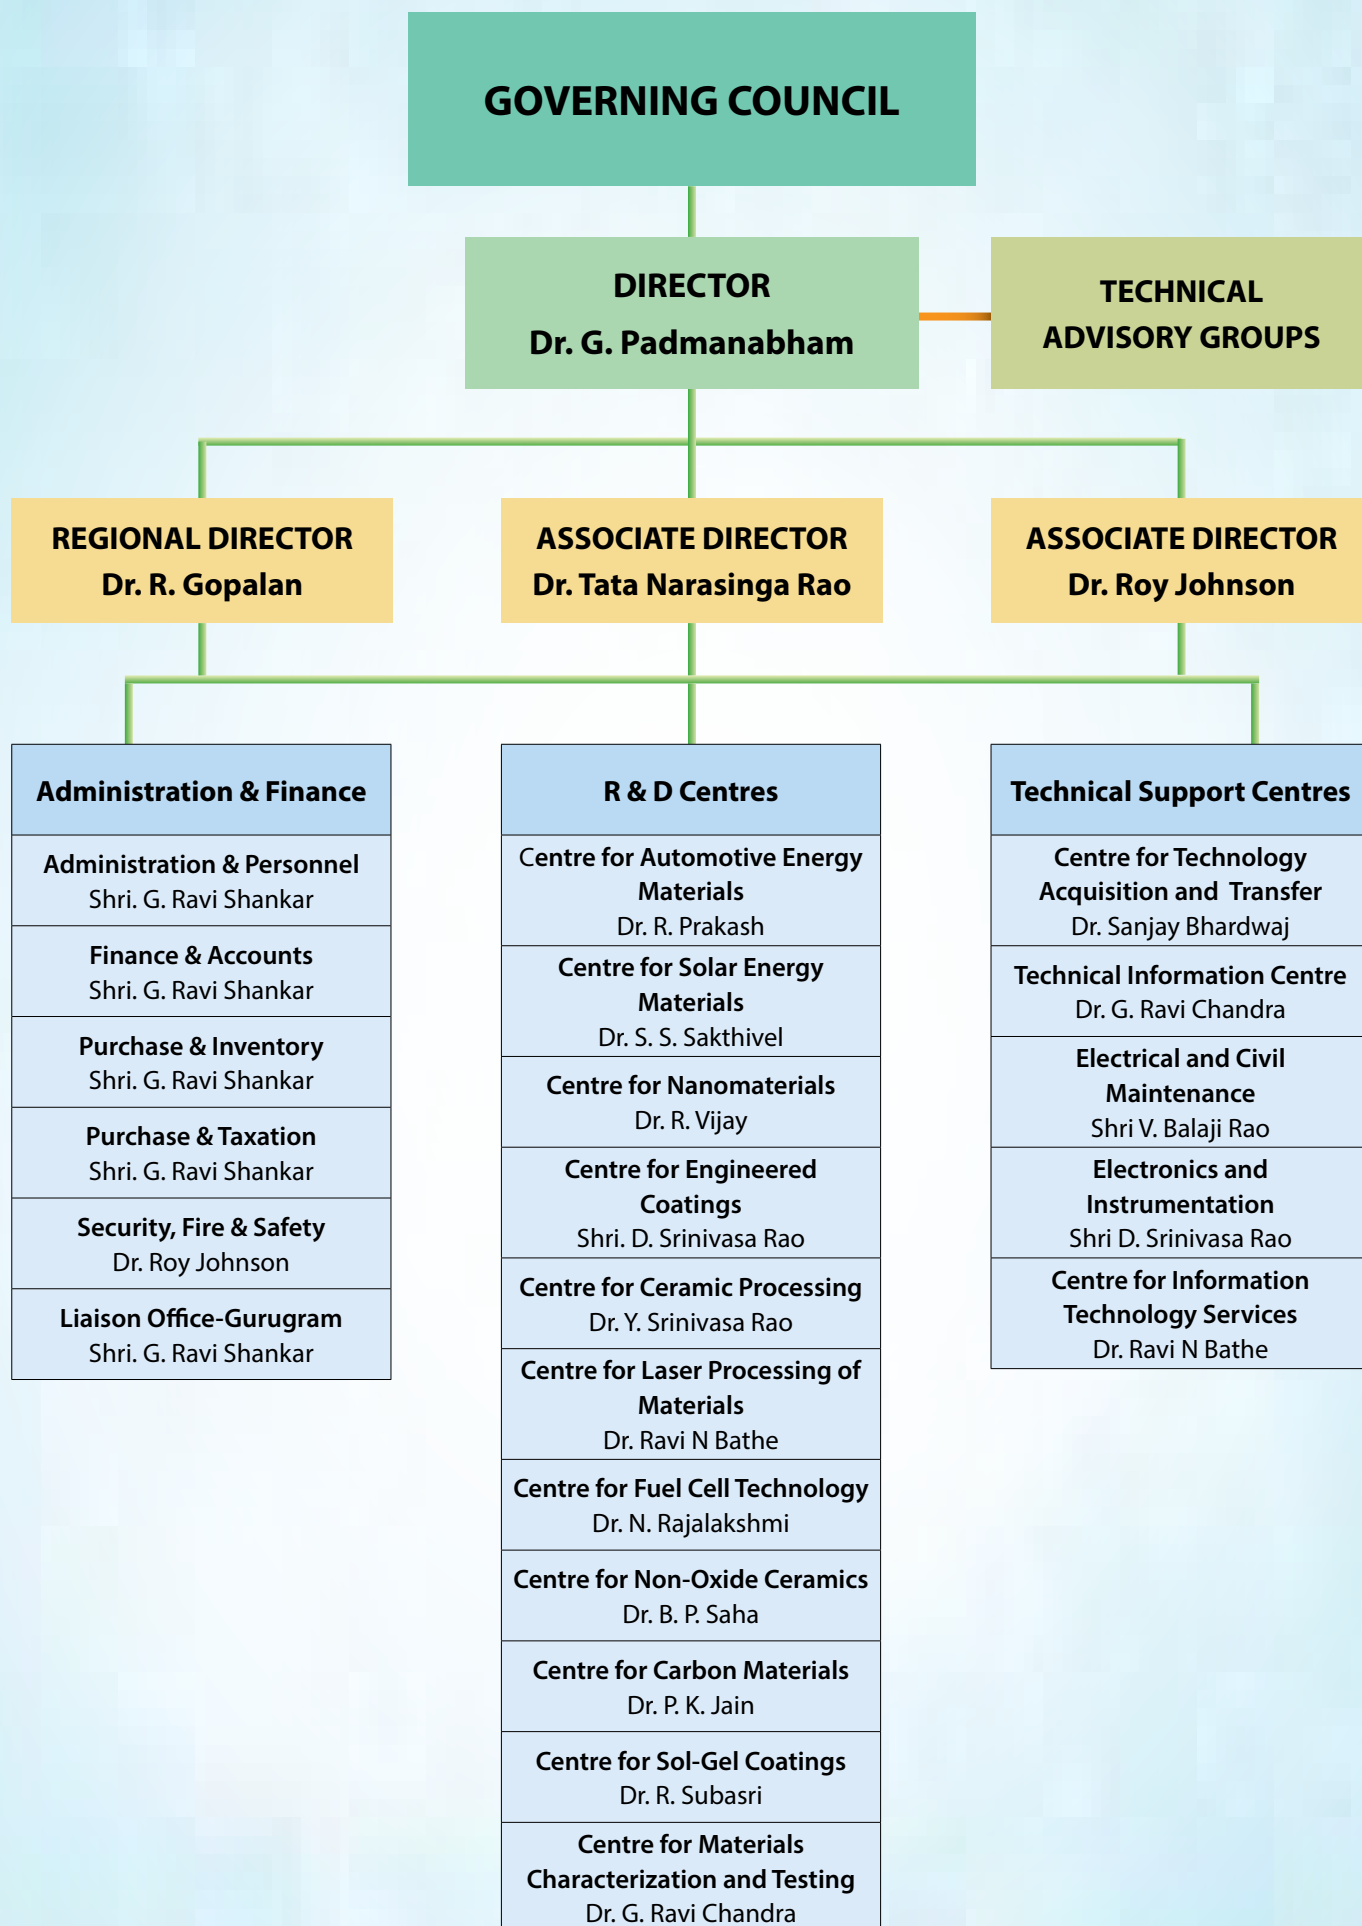 GOVERNING COUNCIL
DIRECTOR
Dr. G. Padmanabham
TECHNICAL
ADVISORY GROUPS
REGIONAL DIRECTOR
Dr. R. Gopalan
ASSOCIATE DIRECTOR
Dr. Tata Narasinga Rao
ASSOCIATE DIRECTOR
Dr. Roy Johnson
Administration & Finance
Administration & Personnel
Shri. G. Ravi Shankar
Finance & Accounts
Shri. G. Ravi Shankar
Purchase & Inventory
Shri. G. Ravi Shankar
Purchase & Taxation
Shri. G. Ravi Shankar
Security, Fire & Safety
Dr. Roy Johnson
Liaison Office-Gurugram
Shri. G. Ravi Shankar
R & D Centres
Centre for Automotive Energy
Materials
Dr. R. Prakash
Centre for Solar Energy
Materials
Dr. S. S. Sakthivel
Centre for Nanomaterials
Dr. R. Vijay
Centre for Engineered
Coatings
Shri. D. Srinivasa Rao
Centre for Ceramic Processing
Dr. Y. Srinivasa Rao
Centre for Laser Processing of
Materials
Dr. Ravi N Bathe
Centre for Fuel Cell Technology
Dr. N. Rajalakshmi
Centre for Non-Oxide Ceramics
Dr. B. P. Saha
Centre for Carbon Materials
Dr. P. K. Jain
Centre for Sol-Gel Coatings
Dr. R. Subasri
Centre for Materials
Characterization and Testing
Dr. G. Ravi Chandra
Technical Support Centres
Centre for Technology
Acquisition and Transfer
Dr. Sanjay Bhardwaj
Technical Information Centre
Dr. G. Ravi Chandra
Electrical and Civil
Maintenance
Shri V. Balaji Rao
Electronics and
Instrumentation
Shri D. Srinivasa Rao
Centre for Information
Technology Services
Dr. Ravi N Bathe